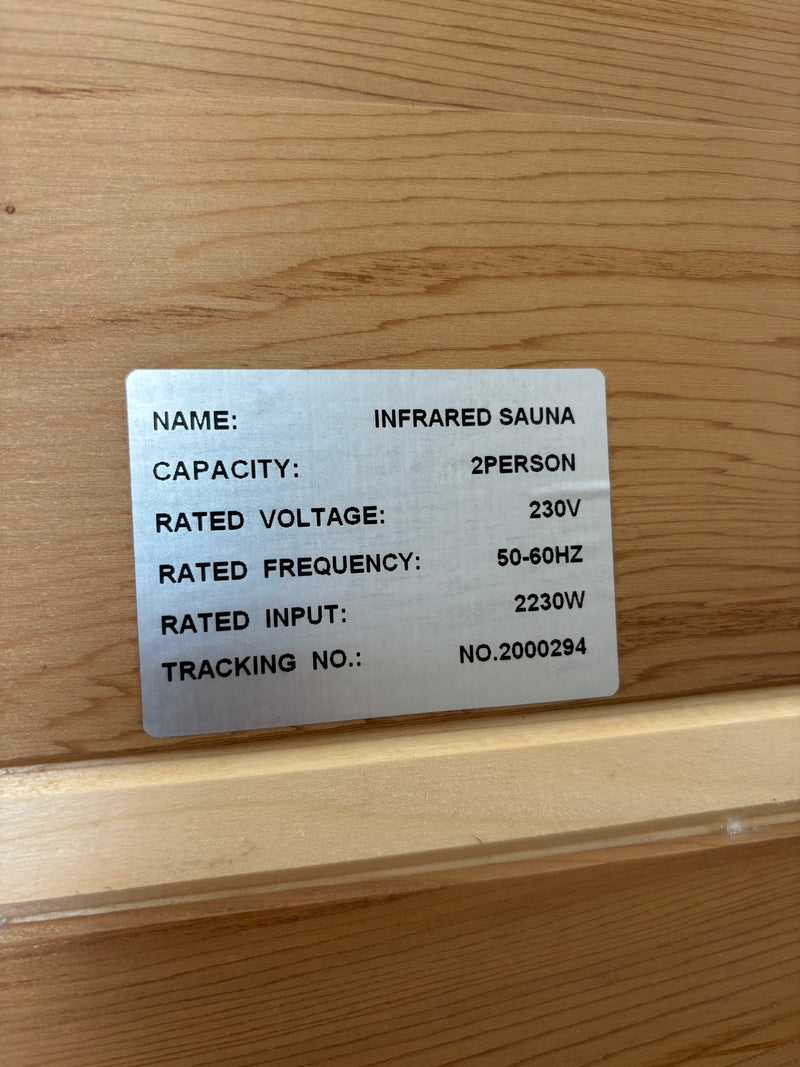 NAME: INFRARED SAUNA
CAPACITY: 2PERSON
RATED VOLTAGE: 230V
RATED FREQUENCY: 50-60HZ
RATED INPUT: 2230W
TRACKING NO.: NO.2000294